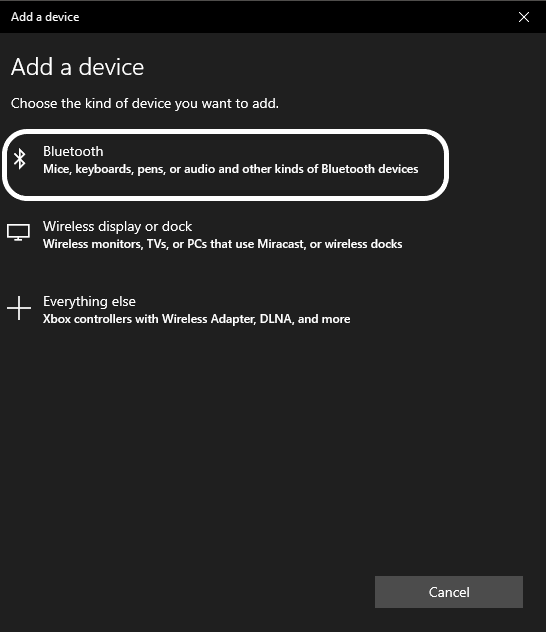 Add a device
Add a device
Choose the kind of device you want to add.
Bluetooth
Mice, keyboards, pens, or audio and other kinds of Bluetooth devices
Wireless display or dock
Wireless monitors, TVs, or PCs that use Miracast, or wireless docks
Everything else
Xbox controllers with Wireless Adapter, DLNA, and more
Cancel